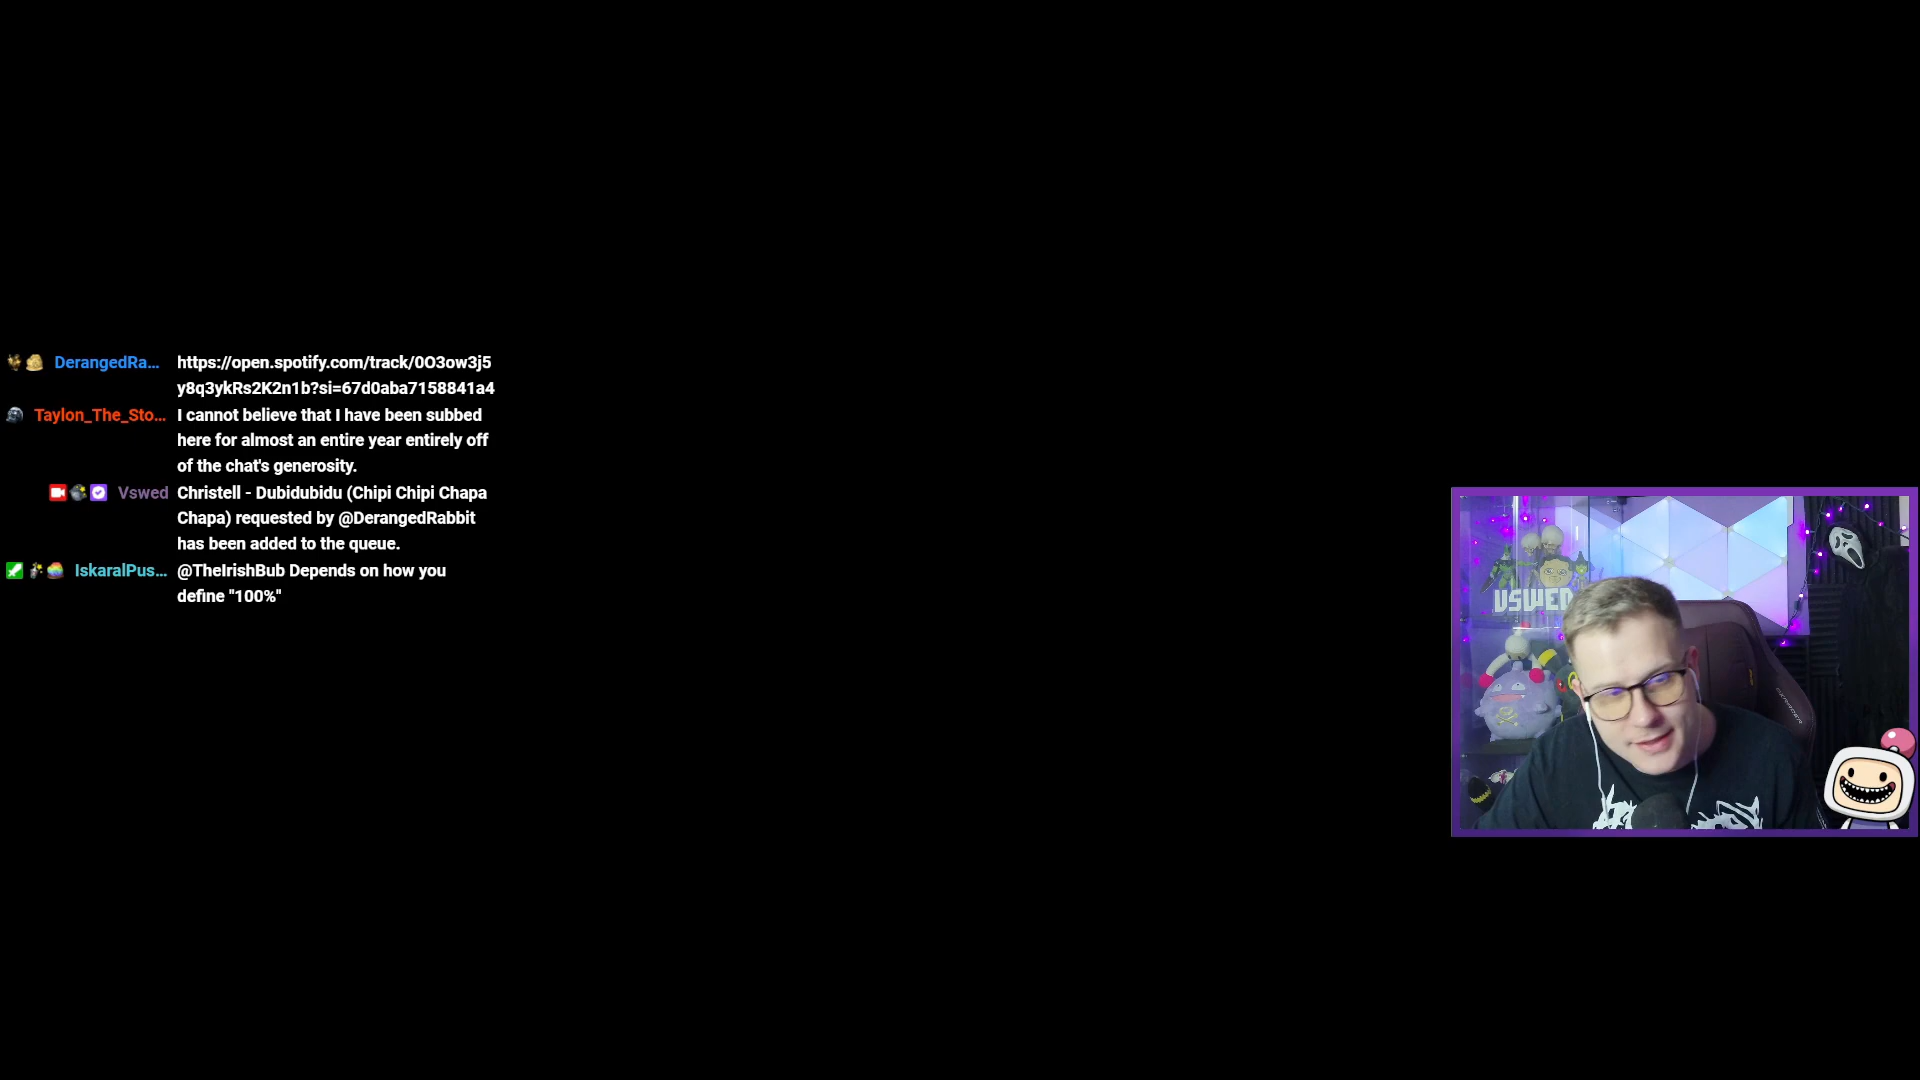 DerangedRa... https://open.spotify.com/track/0O3ow3j5
y8q3ykRs2K2n1b?si=67d0aba7158841a4
Taylon_The_Sto... I cannot believe that I have been subbed
here for almost an entire year entirely off
of the chat's generosity.
Vswed Christell - Dubidubidu (Chipi Chipi Chapa
Chapa) requested by @DerangedRabbit
has been added to the queue.
IskaralPus... @TheIrishBub Depends on how you
define "100%"
VSWED